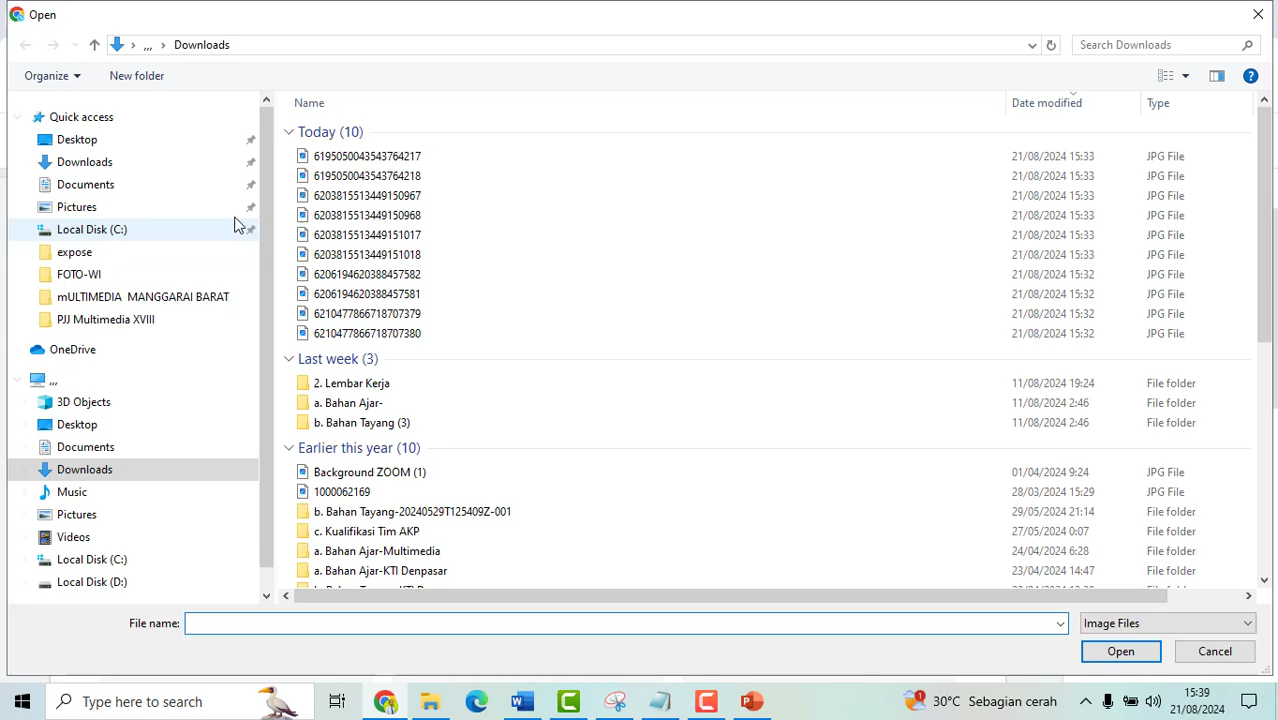 Open
,,, Downloads
Search Downloads
Organize
New folder
Name
Date modified
Type
Quick access
Desktop
Downloads
Documents
Pictures
Local Disk (C:)
expose
FOTO-WI
mULTIMEDIA MANGGARAI BARAT
PJJ Multimedia XVIII
OneDrive
,,,
3D Objects
Desktop
Documents
Downloads
Music
Pictures
Videos
Local Disk (C:)
Local Disk (D:)
Today (10)
6195050043543764217 21/08/2024 15:33 JPG File
6195050043543764218 21/08/2024 15:33 JPG File
6203815513449150967 21/08/2024 15:33 JPG File
6203815513449150968 21/08/2024 15:33 JPG File
6203815513449151017 21/08/2024 15:33 JPG File
6203815513449151018 21/08/2024 15:33 JPG File
6206194620388457582 21/08/2024 15:32 JPG File
6206194620388457581 21/08/2024 15:32 JPG File
6210477866718707379 21/08/2024 15:32 JPG File
6210477866718707380 21/08/2024 15:32 JPG File
Last week (3)
2. Lembar Kerja 11/08/2024 19:24 File folder
a. Bahan Ajar- 11/08/2024 2:46 File folder
b. Bahan Tayang (3) 11/08/2024 2:46 File folder
Earlier this year (10)
Background ZOOM (1) 01/04/2024 9:24 JPG File
1000062169 28/03/2024 15:29 JPG File
b. Bahan Tayang-20240529T125409Z-001 29/05/2024 21:14 File folder
c. Kualifikasi Tim AKP 27/05/2024 0:07 File folder
a. Bahan Ajar-Multimedia 24/04/2024 6:28 File folder
a. Bahan Ajar-KTI Denpasar 23/04/2024 14:47 File folder
File name:
Image Files
Open
Cancel
Type here to search
30°C Sebagian cerah
15:39
21/08/2024